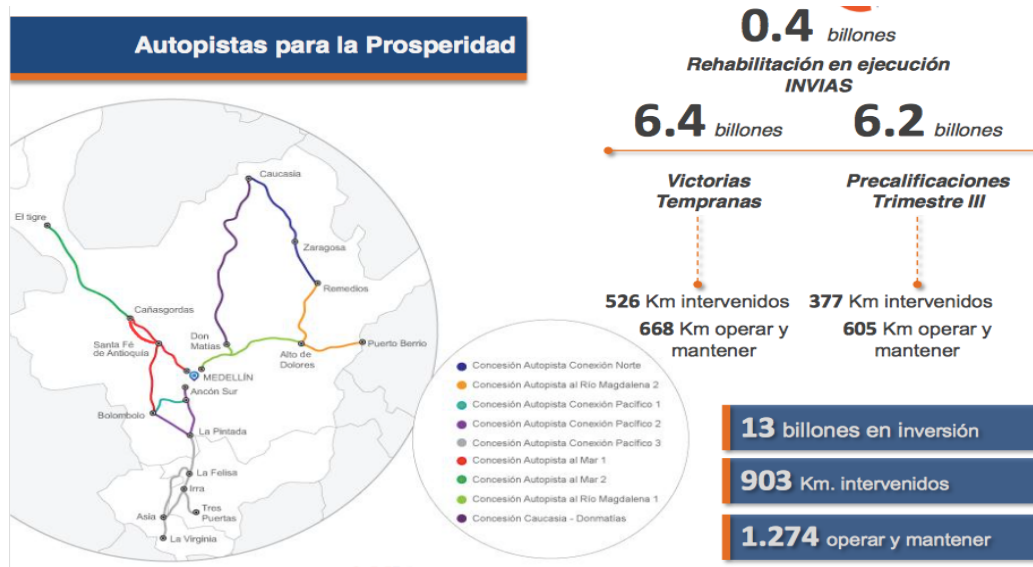 Autopistas para la Prosperidad
0.4 billones
Rehabilitación en ejecución
INVIAS
6.4 billones
6.2 billones
Victorias
Tempranas
Precalificaciones
Trimestre III
526 Km intervenidos
377 Km intervenidos
668 Km operar y
mantener
605 Km operar y
mantener
Caucasia
El tigre
Zaragosa
Remedios
Cañasgordas
Santa Fé
de Antioquia
Don
Matías
Alto de
Dolores
Puerto Berrio
MEDELLÍN
Ancón Sur
Bolombolo
La Pintada
La Felisa
Irra
Asia
Tres
Puertas
La Virginia
Concesión Autopista Conexión Norte
Concesión Autopista al Río Magdalena 2
Concesión Autopista Conexión Pacífico 1
Concesión Autopista Conexión Pacífico 2
Concesión Autopista Conexión Pacífico 3
Concesión Autopista al Mar 1
Concesión Autopista al Mar 2
Concesión Autopista al Río Magdalena 1
Concesión Caucasia - Donmatías
13 billones en inversión
903 Km. intervenidos
1.274 operar y mantener